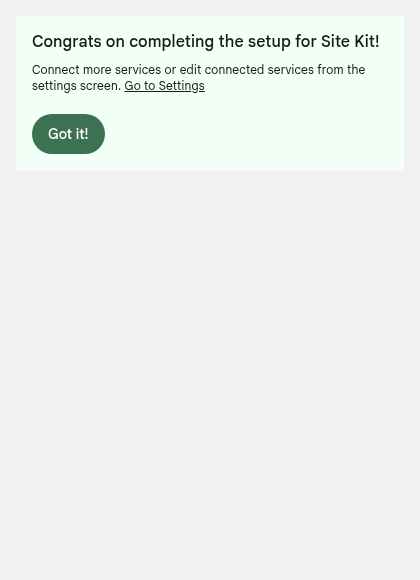 Congrats on completing the setup for Site Kit!
Connect more services or edit connected services from the
settings screen. Go to Settings
Got it!